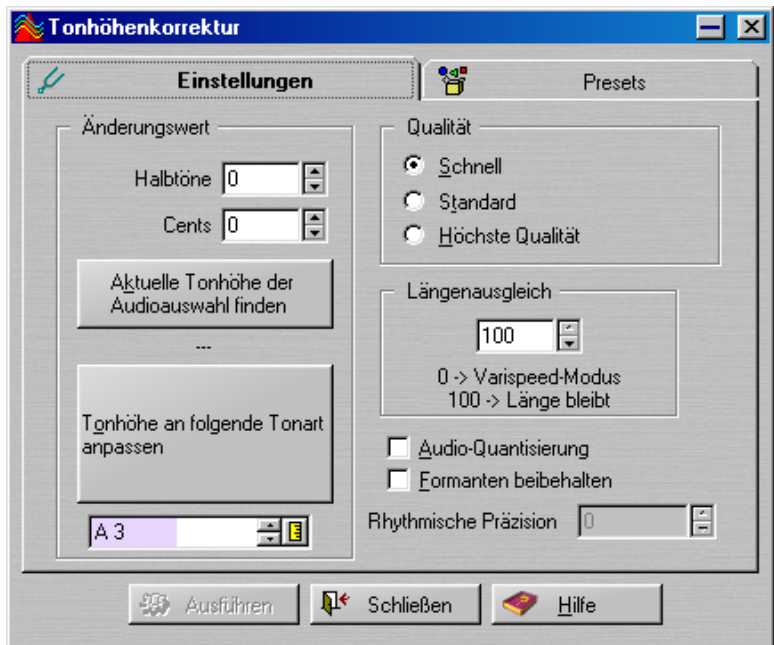 Tonhöhenkorrektur
Einstellungen
Presets
Änderungswert
Halbtöne 0
Cents 0
Aktuelle Tonhöhe der
Audioauswahl finden
---
Tonhöhe an folgende Tonart
anpassen
A 3
Qualität
Schnell
Standard
Höchste Qualität
Längenausgleich
100
0 -> Varispeed-Modus
100 -> Länge bleibt
Audio-Quantisierung
Formanten beibehalten
Rhythmische Präzision 0
Ausführen
Schließen
Hilfe